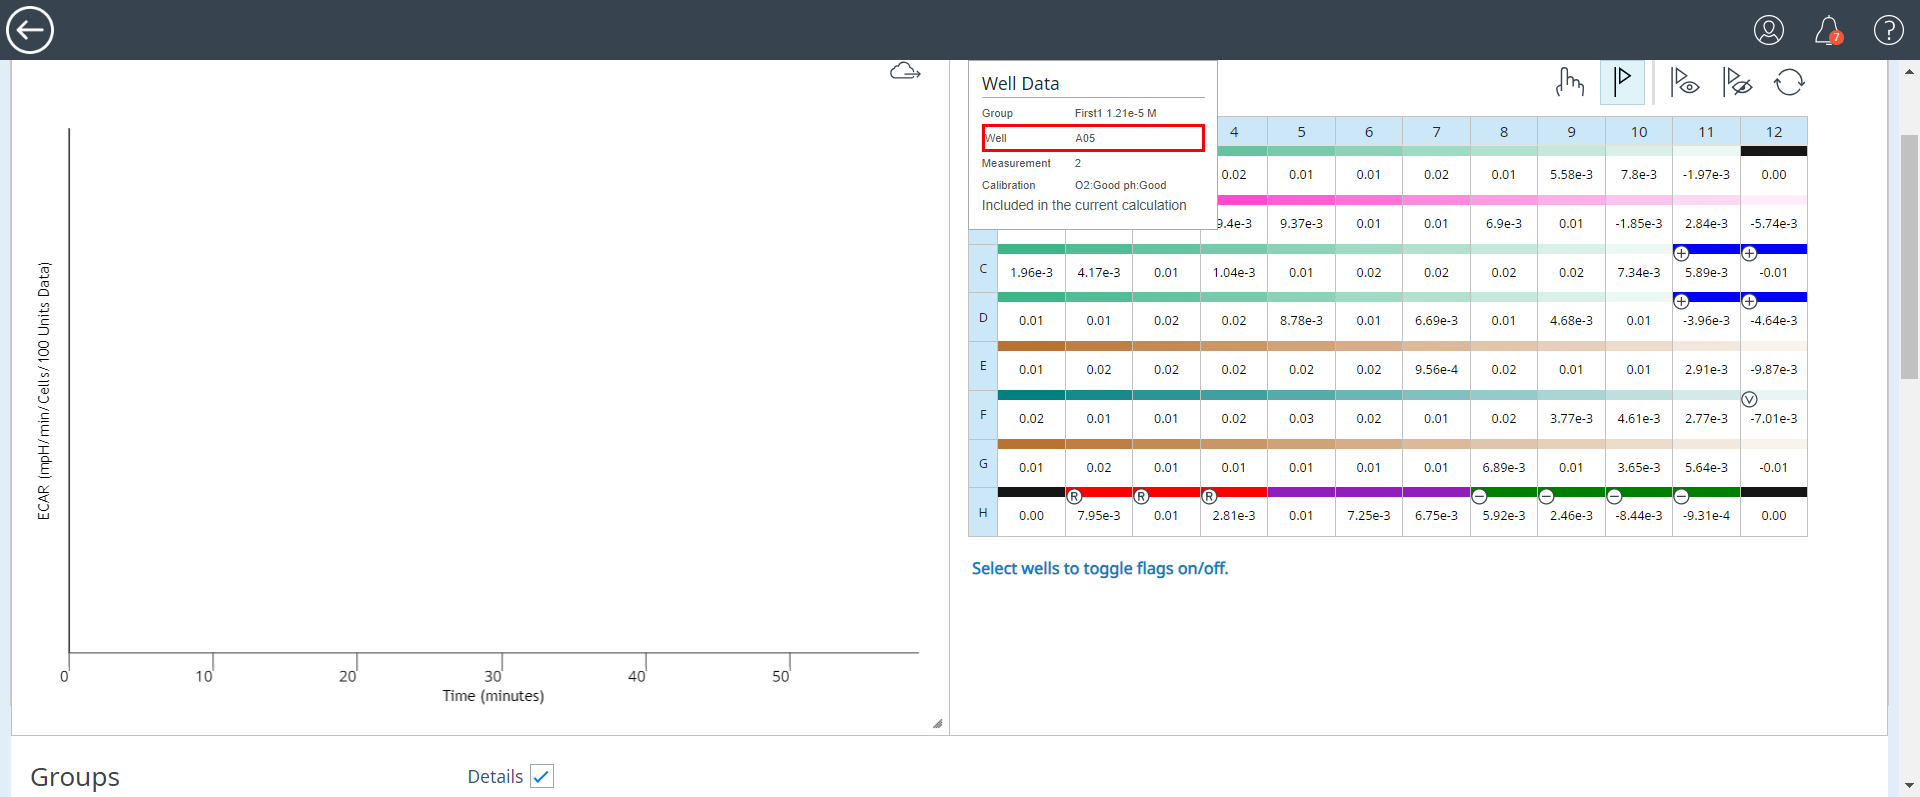 7
?
Well Data
Group First1 1.21e-5 M
Well A05
Measurement 2
Calibration O2:Good ph:Good
Included in the current calculation
4 5 6 7 8 9 10 11 12
0.02 0.01 0.01 0.02 0.01 5.58e-3 7.8e-3 -1.97e-3 0.00
9.4e-3 9.37e-3 0.01 0.01 6.9e-3 0.01 -1.85e-3 2.84e-3 -5.74e-3
+ +
C 1.96e-3 4.17e-3 0.01 1.04e-3 0.01 0.02 0.02 0.02 0.02 7.34e-3 5.89e-3 -0.01
+ +
D 0.01 0.01 0.02 0.02 8.78e-3 0.01 6.69e-3 0.01 4.68e-3 0.01 -3.96e-3 -4.64e-3
E 0.01 0.02 0.02 0.02 0.02 0.02 9.56e-4 0.02 0.01 0.01 2.91e-3 -9.87e-3
V
F 0.02 0.01 0.01 0.02 0.03 0.02 0.01 0.02 3.77e-3 4.61e-3 2.77e-3 -7.01e-3
G 0.01 0.02 0.01 0.01 0.01 0.01 0.01 6.89e-3 0.01 3.65e-3 5.64e-3 -0.01
R R R − − − −
H 0.00 7.95e-3 0.01 2.81e-3 0.01 7.25e-3 6.75e-3 5.92e-3 2.46e-3 -8.44e-3 -9.31e-4 0.00
Select wells to toggle flags on/off.
ECAR (mpH/min/Cells/100 Units Data)
0 10 20 30 40 50
Time (minutes)
Groups
Details